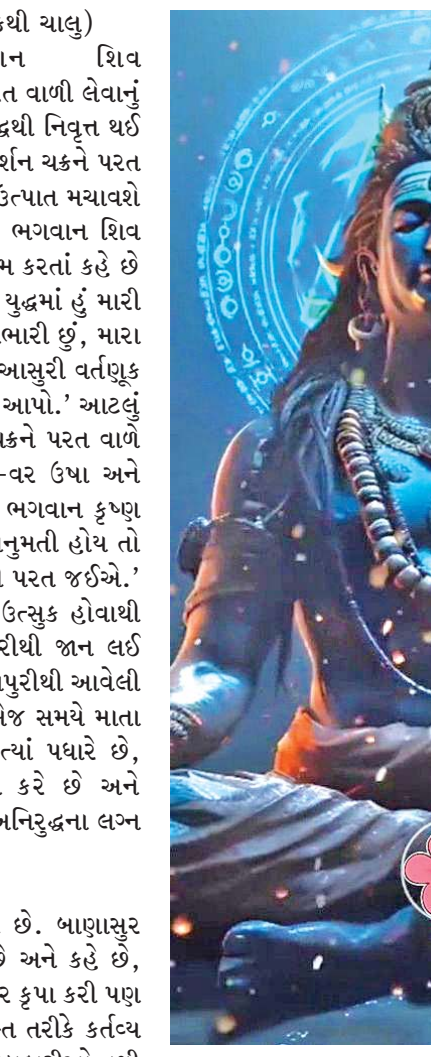 કથી ચાલુ)
ાન શિવ
ત વાળી લેવાનું
દ્ધથી નિવૃત્ત થઈ
ર્શન ચક્રને પરત
ઉત્પાત મચાવશે
ભગવાન શિવ
મ કરતાં કહે છે
યુદ્ધમાં હું મારી
ભારી છું, મારા
આસુરી વર્તણૂક
આપો.' આટલું
ચક્રને પરત વાળે
-વર ઉષા અને
ભગવાન કૃષ્ણ
નુમતી હોય તો
પરત જઈએ.'
ઉત્સુક હોવાથી
રીથી જાન લઈ
પુરીથી આવેલી
મેજ સમયે માતા
ત્યાં પધારે છે,
કરે છે અને
અનિરુદ્ધના લગ્ન
છે. બાણાસુર
છે અને કહે છે,
ર કૃપા કરી પણ
ત તરીકે કર્તવ્ય